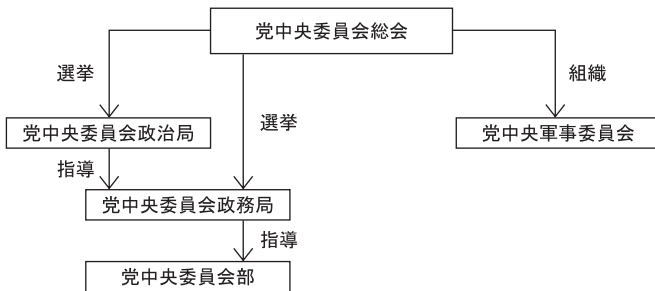 党中央委員会総会
選挙
組織
選挙
党中央委員会政治局
党中央軍事委員会
指導
党中央委員会政務局
指導
党中央委員会部